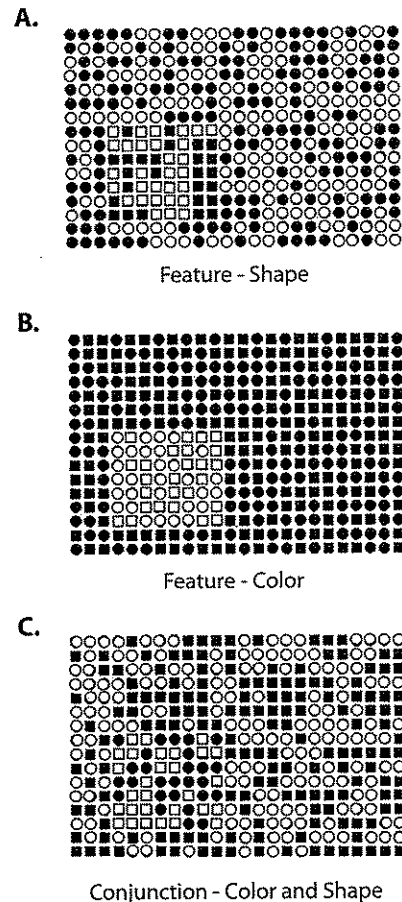 A.
Feature - Shape
B.
Feature - Color
C.
Conjunction - Color and Shape